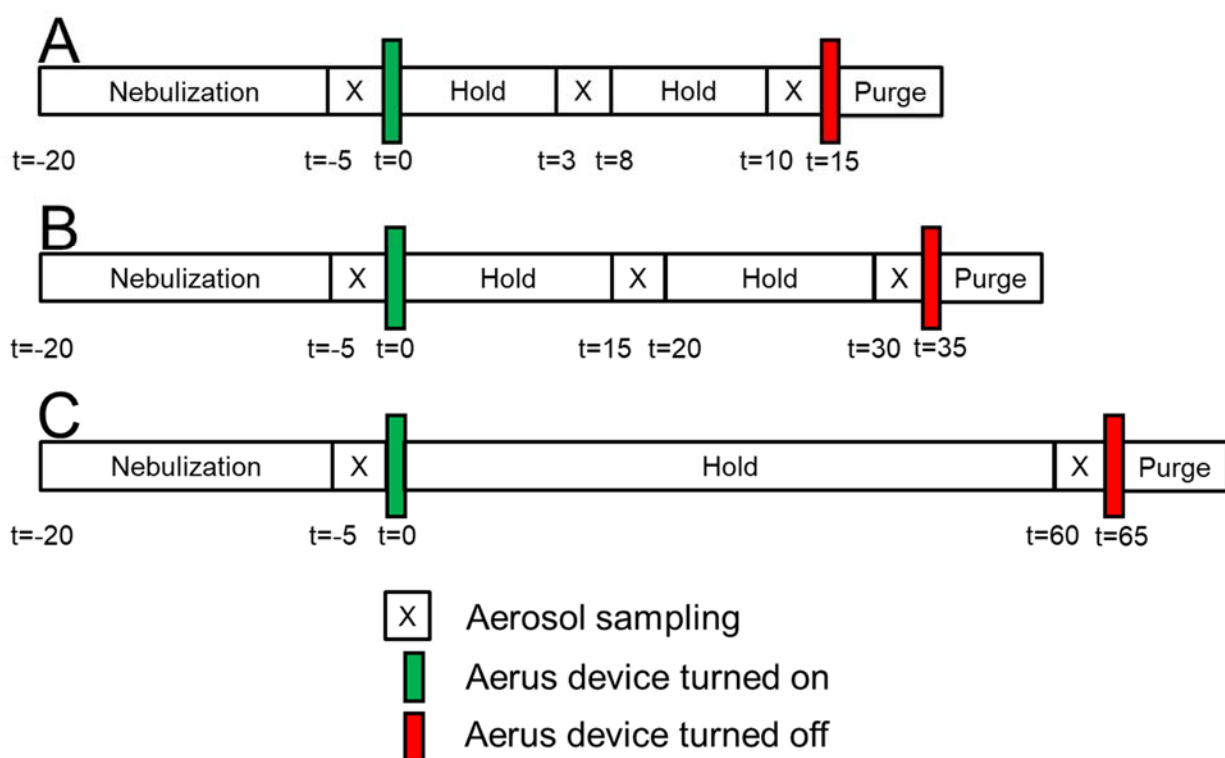 A
Nebulization X Hold X Hold X Purge
t=-20 t=-5 t=0 t=3 t=8 t=10 t=15
B
Nebulization X Hold X Hold X Purge
t=-20 t=-5 t=0 t=15 t=20 t=30 t=35
C
Nebulization X Hold X Purge
t=-20 t=-5 t=0 t=60 t=65
X Aerosol sampling
Aerus device turned on
Aerus device turned off